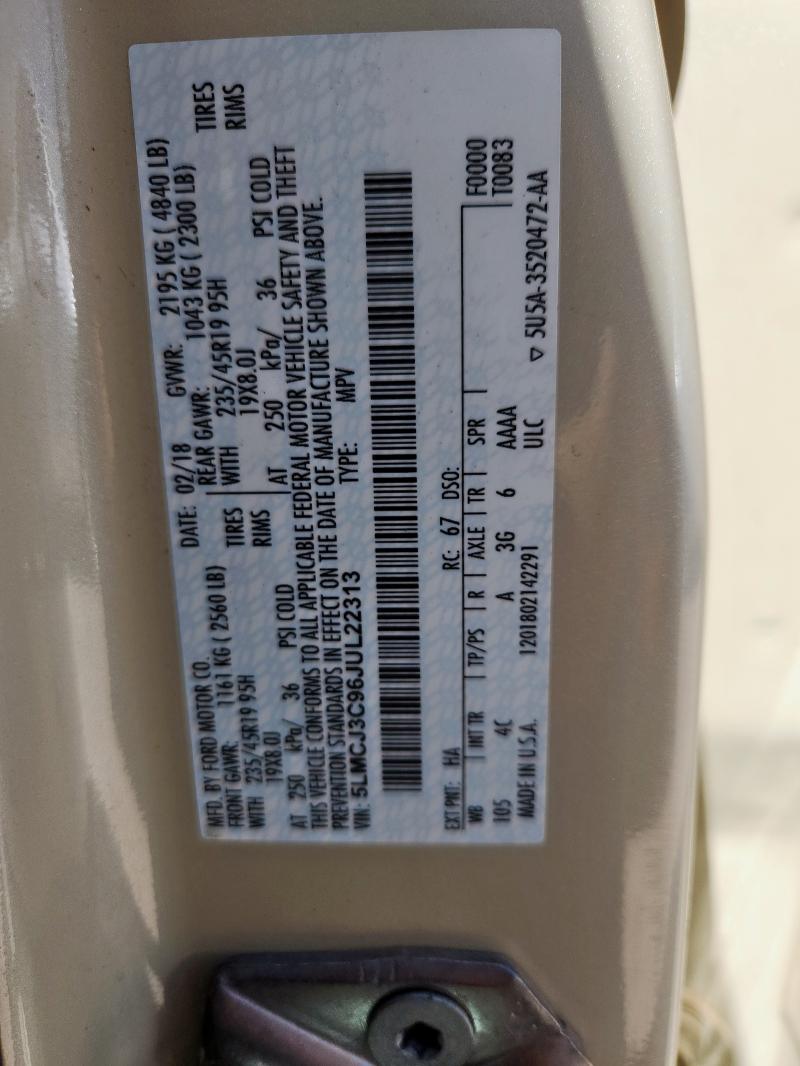 MFD. BY FORD MOTOR CO.
DATE: 02/18 GVWR: 2195 KG ( 4840 LB)
FRONT GAWR: 1161 KG ( 2560 LB) REAR GAWR: 1043 KG ( 2300 LB)
WITH 235/45R19 95H TIRES WITH 235/45R19 95H TIRES
19X8.0J RIMS 19X8.0J RIMS
AT 250 kPa/ 36 PSI COLD AT 250 kPa/ 36 PSI COLD
THIS VEHICLE CONFORMS TO ALL APPLICABLE FEDERAL MOTOR VEHICLE SAFETY AND THEFT
PREVENTION STANDARDS IN EFFECT ON THE DATE OF MANUFACTURE SHOWN ABOVE.
VIN: 5LMCJ3C96JUL22313 TYPE: MPV
EXT PNT: HA RC: 67 DSO: F0000
WB INT TR TP/PS R AXLE TR SPR T0083
105 4C A 3G 6 AAAA
MADE IN U.S.A. 1201802142291 ULC ▽ 5U5A-3520472-AA